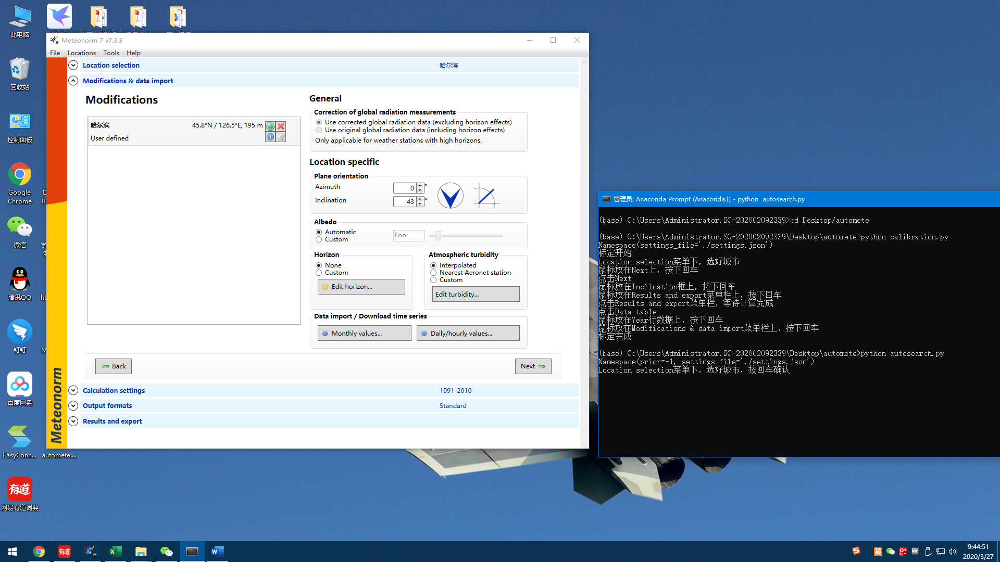 此电脑
回收站
控制面板
Google
Chrome
微信
腾讯QQ
钉钉
百度网盘
EasyConn...
automete....
有道
网易有道词典
Meteonorm 7 v7.3.3
File Locations Tools Help
Location selection 哈尔滨
Modifications & data import
Modifications
哈尔滨 45.8°N / 126.5°E, 195 m
User defined
General
Correction of global radiation measurements
Use corrected global radiation data (excluding horizon effects)
Use original global radiation data (including horizon effects)
Only applicable for weather stations with high horizons.
Location specific
Plane orientation
Azimuth 0 °
Inclination 43 °
Albedo
Automatic
Custom
Foo
Horizon
None
Custom
Edit horizon...
Atmospheric turbidity
Interpolated
Nearest Aeronet station
Custom
Edit turbidity...
Data import / Download time series
Monthly values...
Daily/hourly values...
Back
Next
Calculation settings 1991-2010
Output formats Standard
Results and export
Meteonorm
管理员: Anaconda Prompt (Anaconda3) - python autosearch.py
(base) C:\Users\Administrator.SC-202002092339>cd Desktop/automete
(base) C:\Users\Administrator.SC-202002092339\Desktop\automete>python calibration.py
Namespace(settings_file='./settings.json')
标定开始
Location selection菜单下，选好城市
鼠标放在Next上，按下回车
点击Next
鼠标放在Inclination框上，按下回车
鼠标放在Results and export菜单栏上，按下回车
点击Results and export菜单栏，等待计算完成
点击Data table
鼠标放在Year行数据上，按下回车
鼠标放在Modifications & data import菜单栏上，按下回车
标定完成
(base) C:\Users\Administrator.SC-202002092339\Desktop\automete>python autosearch.py
Namespace(prior=-1, settings_file='./settings.json')
Location selection菜单下，选好城市，按回车确认
有道
英
9:44:51
2020/3/27